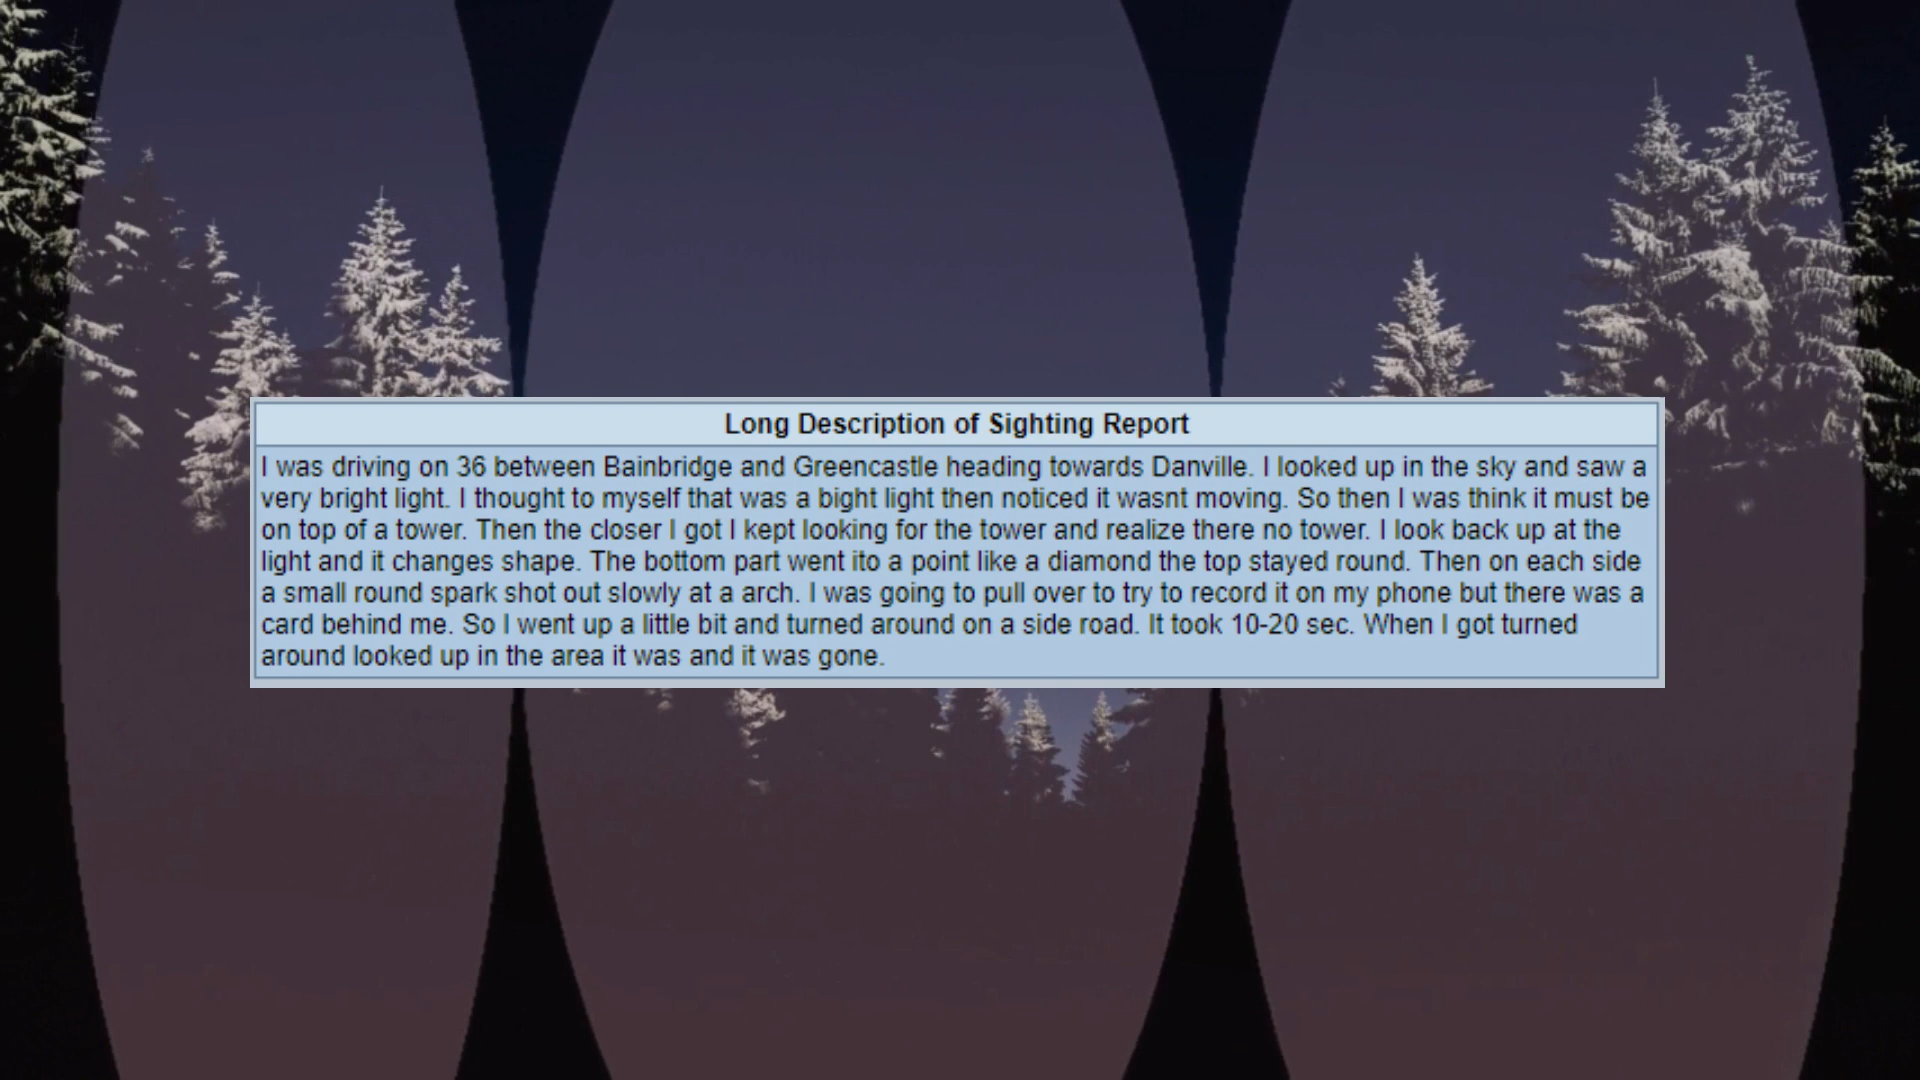 Long Description of Sighting Report
I was driving on 36 between Bainbridge and Greencastle heading towards Danville. I looked up in the sky and saw a
very bright light. I thought to myself that was a bight light then noticed it wasnt moving. So then I was think it must be
on top of a tower. Then the closer I got I kept looking for the tower and realize there no tower. I look back up at the
light and it changes shape. The bottom part went ito a point like a diamond the top stayed round. Then on each side
a small round spark shot out slowly at a arch. I was going to pull over to try to record it on my phone but there was a
card behind me. So I went up a little bit and turned around on a side road. It took 10-20 sec. When I got turned
around looked up in the area it was and it was gone.